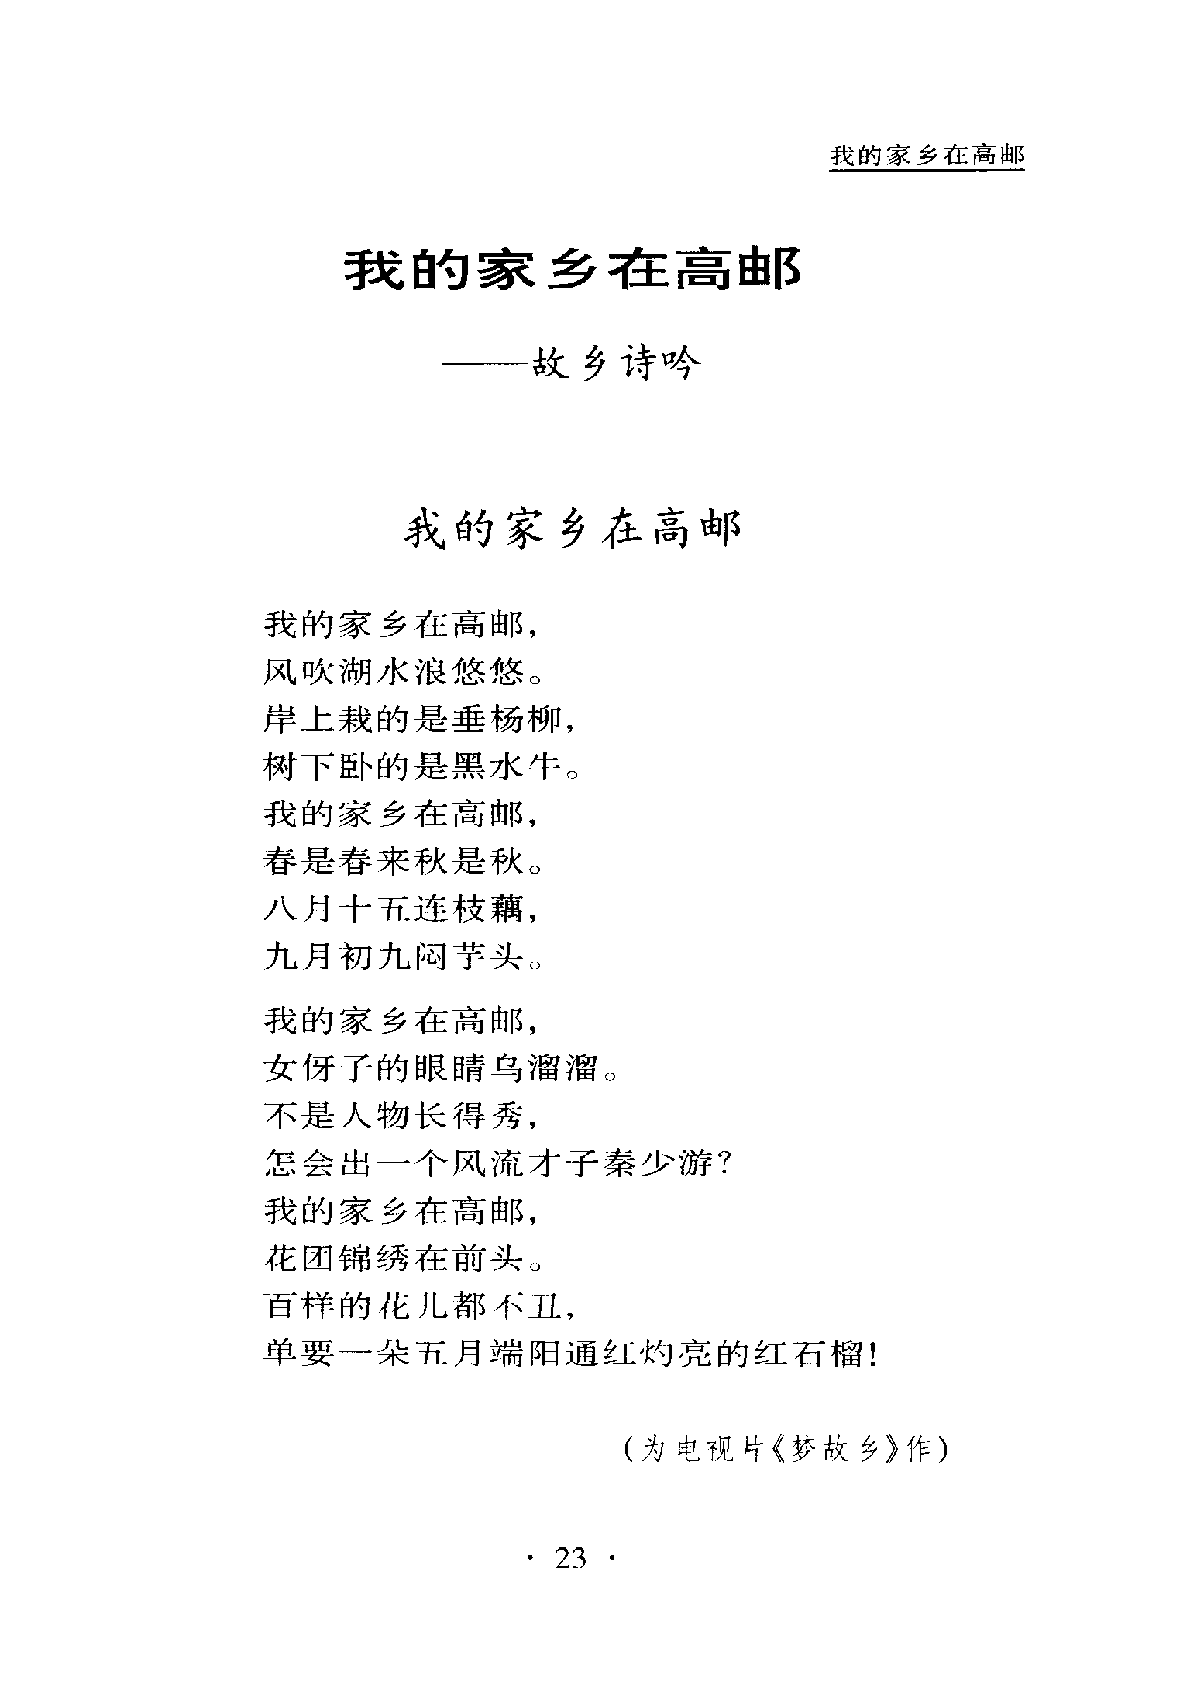 我的家乡在高邮
我的家乡在高邮
——故乡诗吟
我的家乡在高邮
我的家乡在高邮，
风吹湖水浪悠悠。
岸上栽的是垂杨柳，
树下卧的是黑水牛。
我的家乡在高邮，
春是春来秋是秋。
八月十五连枝藕，
九月初九闷芋头。
我的家乡在高邮，
女伢子的眼睛乌溜溜。
不是人物长得秀，
怎会出一个风流才子秦少游？
我的家乡在高邮，
花团锦绣在前头。
百样的花儿都不丑，
单要一朵五月端阳通红灼亮的红石榴！
（为电视片《梦故乡》作）
· 23 ·